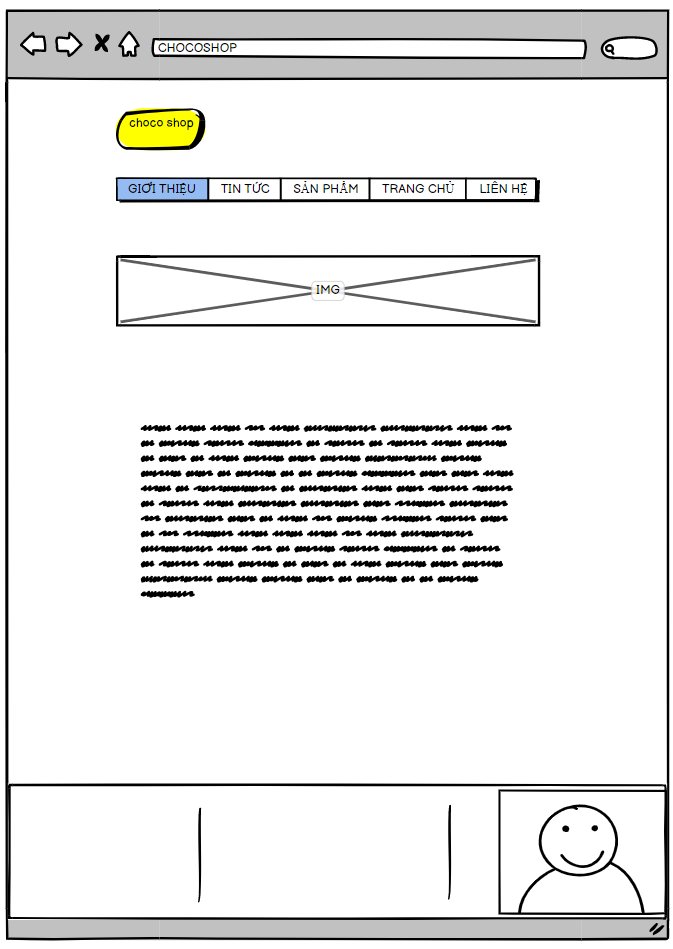 CHOCOSHOP
choco shop
GIỚI THIỆU TIN TỨC SẢN PHẨM TRANG CHỦ LIÊN HỆ
IMG